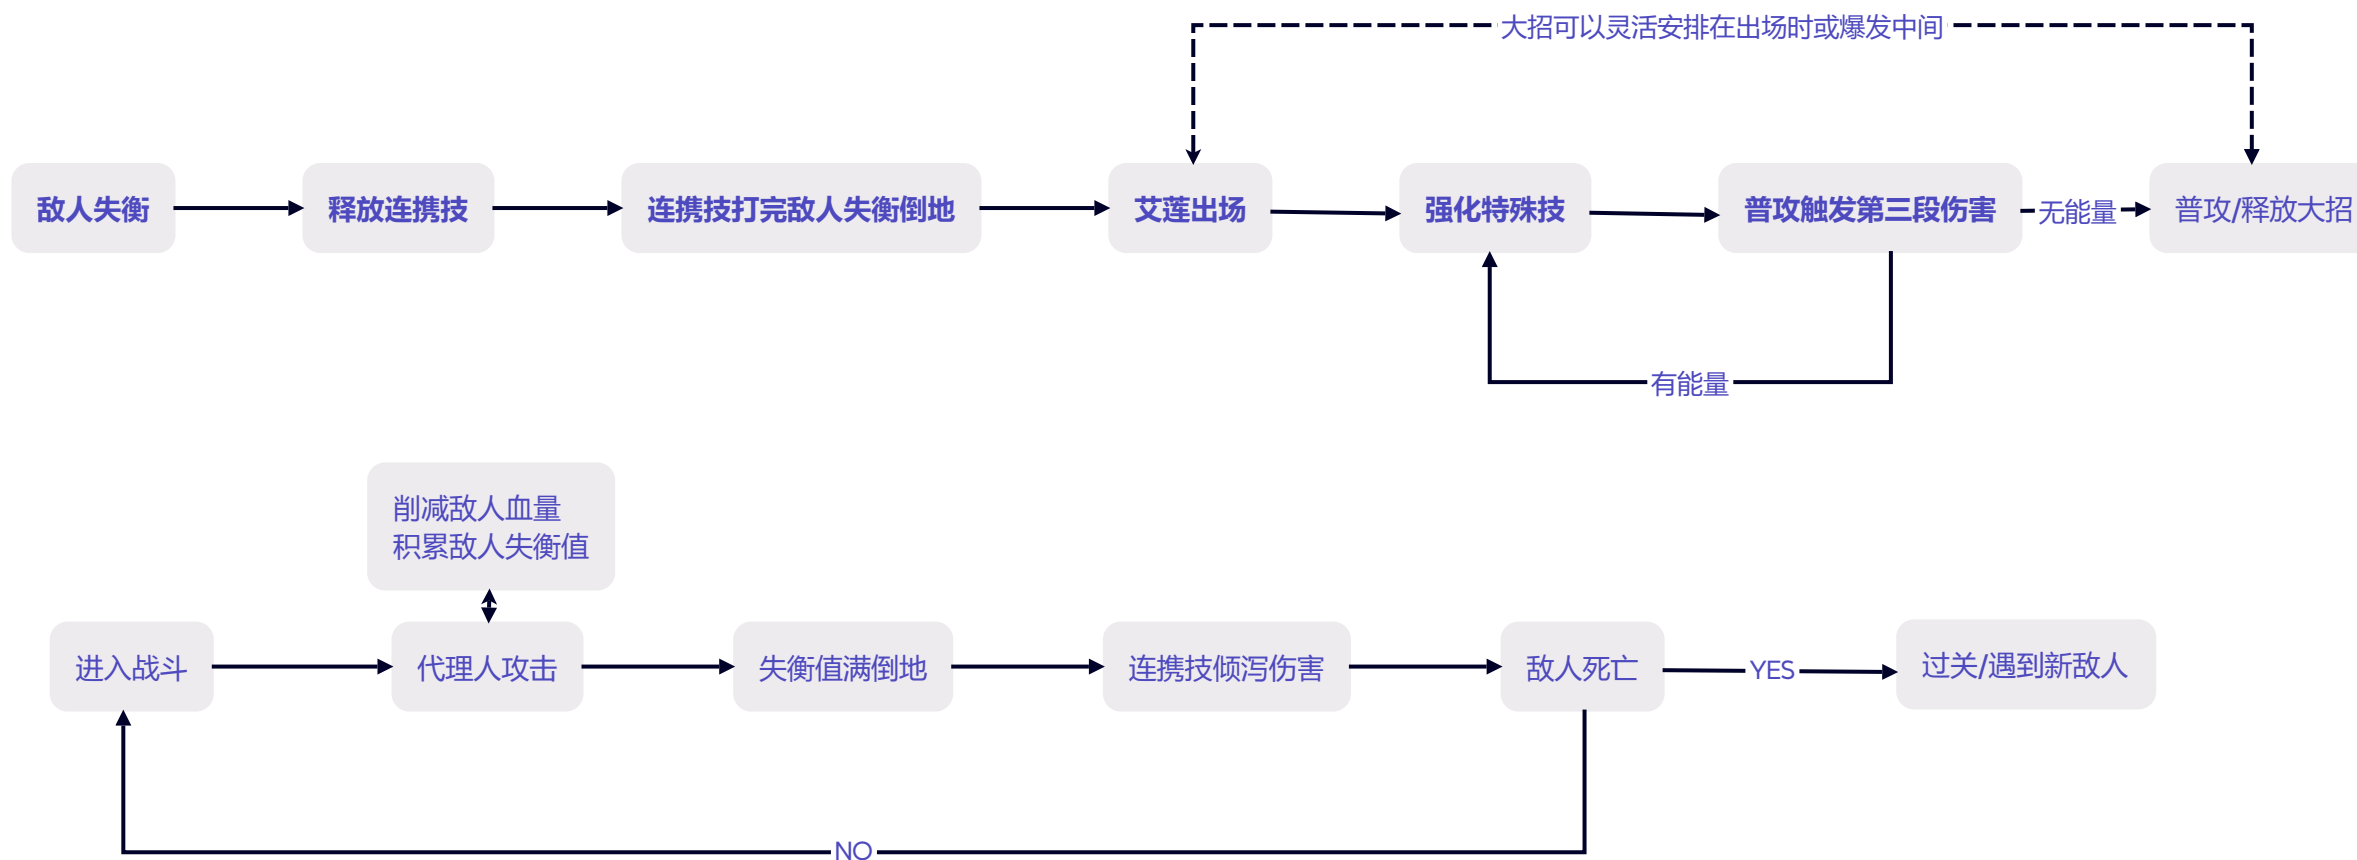 大招可以灵活安排在出场时或爆发中间
敌人失衡
释放连携技
连携技打完敌人失衡倒地
艾莲出场
强化特殊技
普攻触发第三段伤害
无能量
普攻/释放大招
有能量
削减敌人血量
积累敌人失衡值
进入战斗
代理人攻击
失衡值满倒地
连携技倾泻伤害
敌人死亡
YES
过关/遇到新敌人
NO